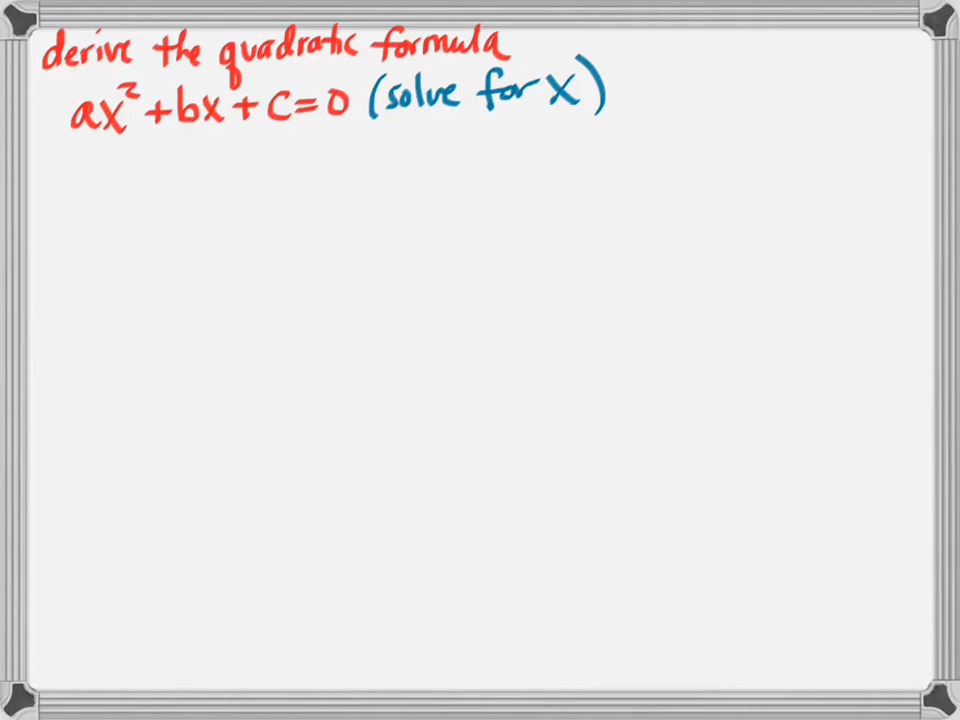 derive the quadratic formula
ax² + bx + c = 0 (solve for x)